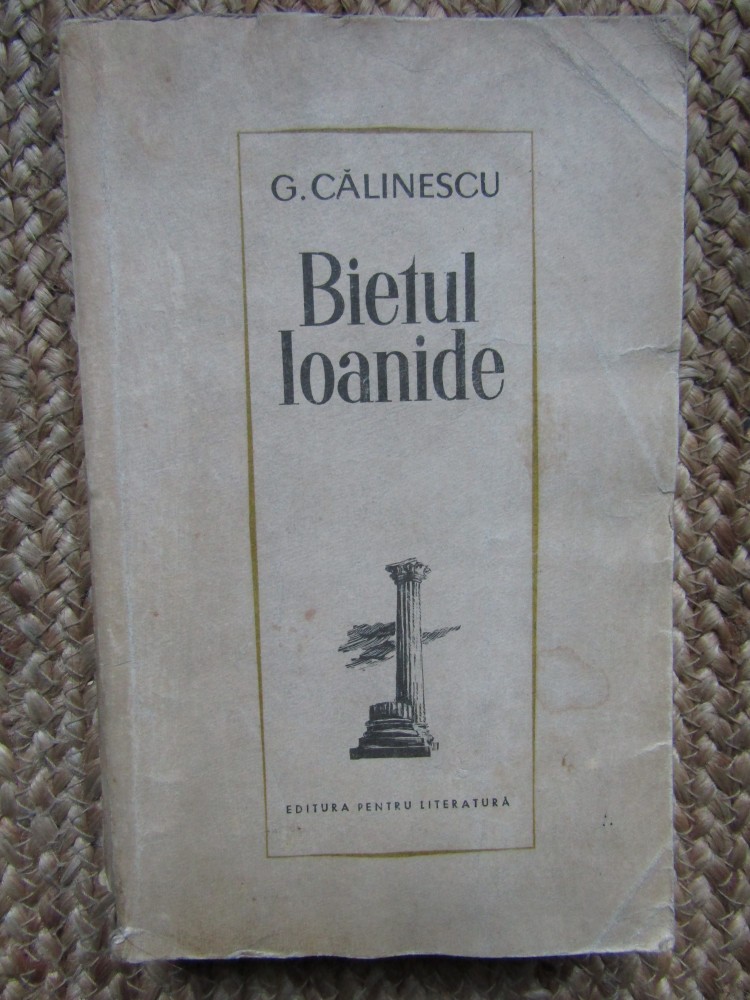 G. CĂLINESCU
Bietul
Ioanide
EDITURA PENTRU LITERATURĂ